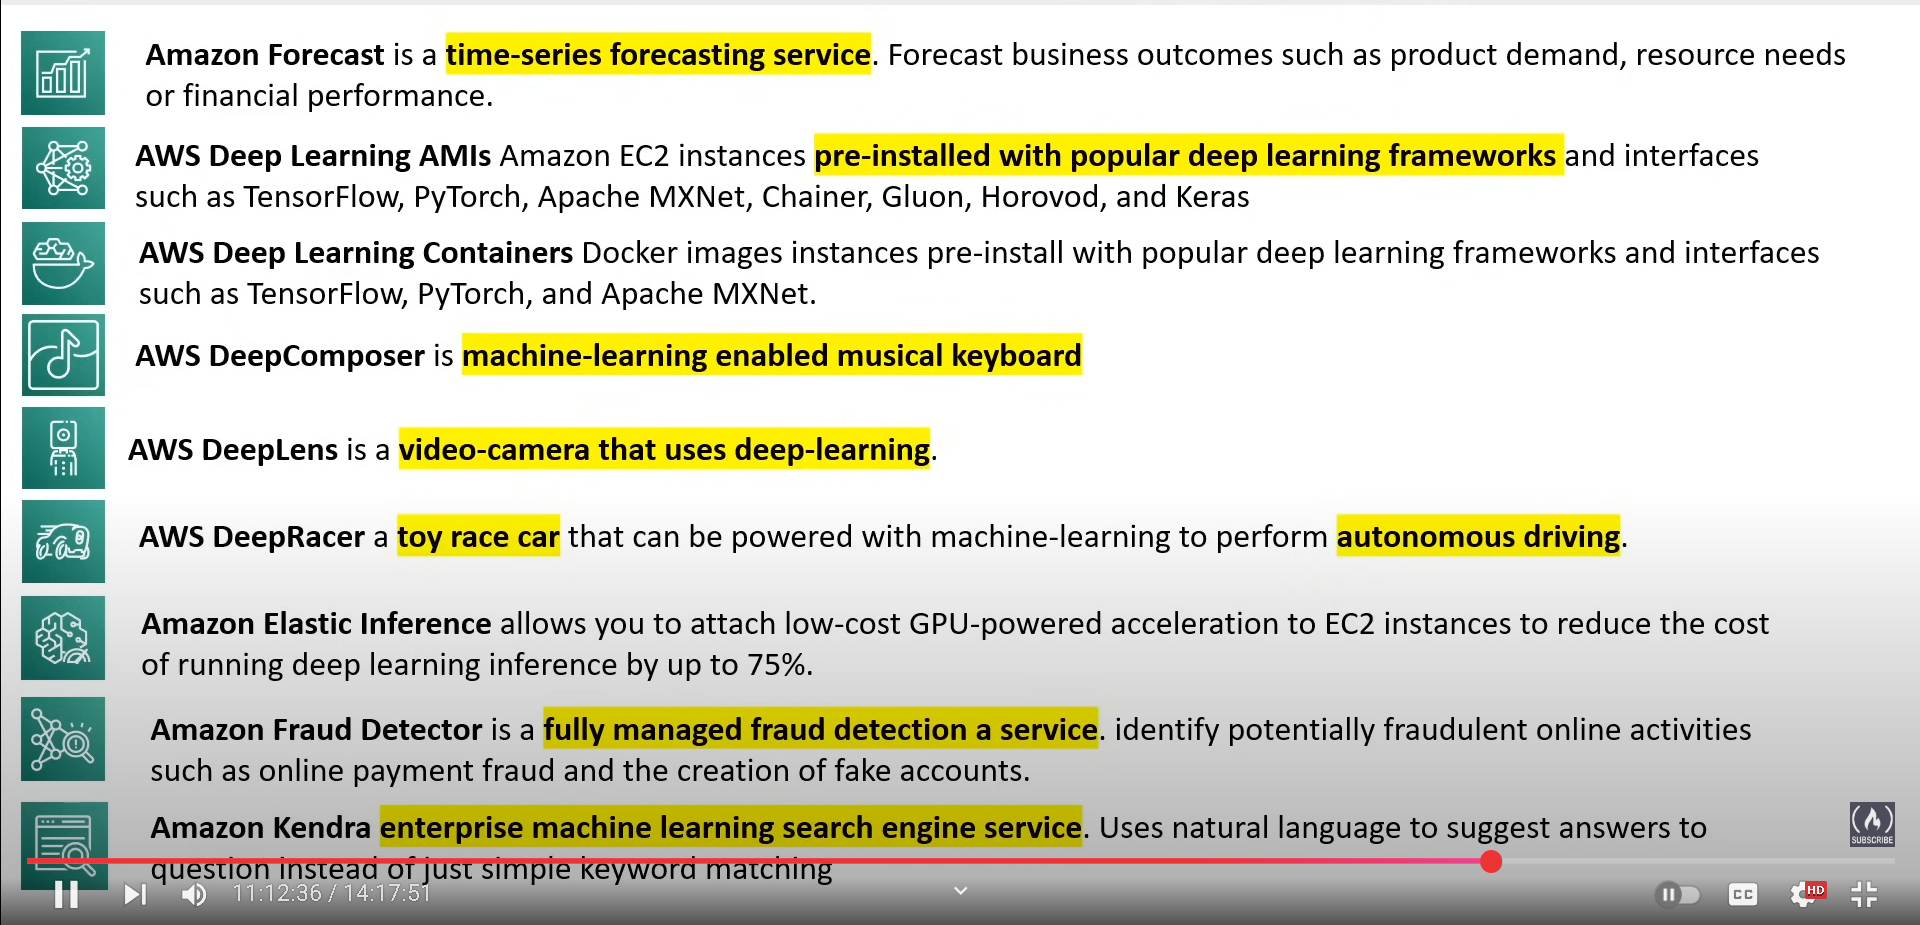 Amazon Forecast is a time-series forecasting service. Forecast business outcomes such as product demand, resource needs
or financial performance.
AWS Deep Learning AMIs Amazon EC2 instances pre-installed with popular deep learning frameworks and interfaces
such as TensorFlow, PyTorch, Apache MXNet, Chainer, Gluon, Horovod, and Keras
AWS Deep Learning Containers Docker images instances pre-install with popular deep learning frameworks and interfaces
such as TensorFlow, PyTorch, and Apache MXNet.
AWS DeepComposer is machine-learning enabled musical keyboard
AWS DeepLens is a video-camera that uses deep-learning.
AWS DeepRacer a toy race car that can be powered with machine-learning to perform autonomous driving.
Amazon Elastic Inference allows you to attach low-cost GPU-powered acceleration to EC2 instances to reduce the cost
of running deep learning inference by up to 75%.
Amazon Fraud Detector is a fully managed fraud detection a service. identify potentially fraudulent online activities
such as online payment fraud and the creation of fake accounts.
Amazon Kendra enterprise machine learning search engine service. Uses natural language to suggest answers to
question instead of just simple keyword matching
SUBSCRIBE
11:12:36 / 14:17:51
CC
HD